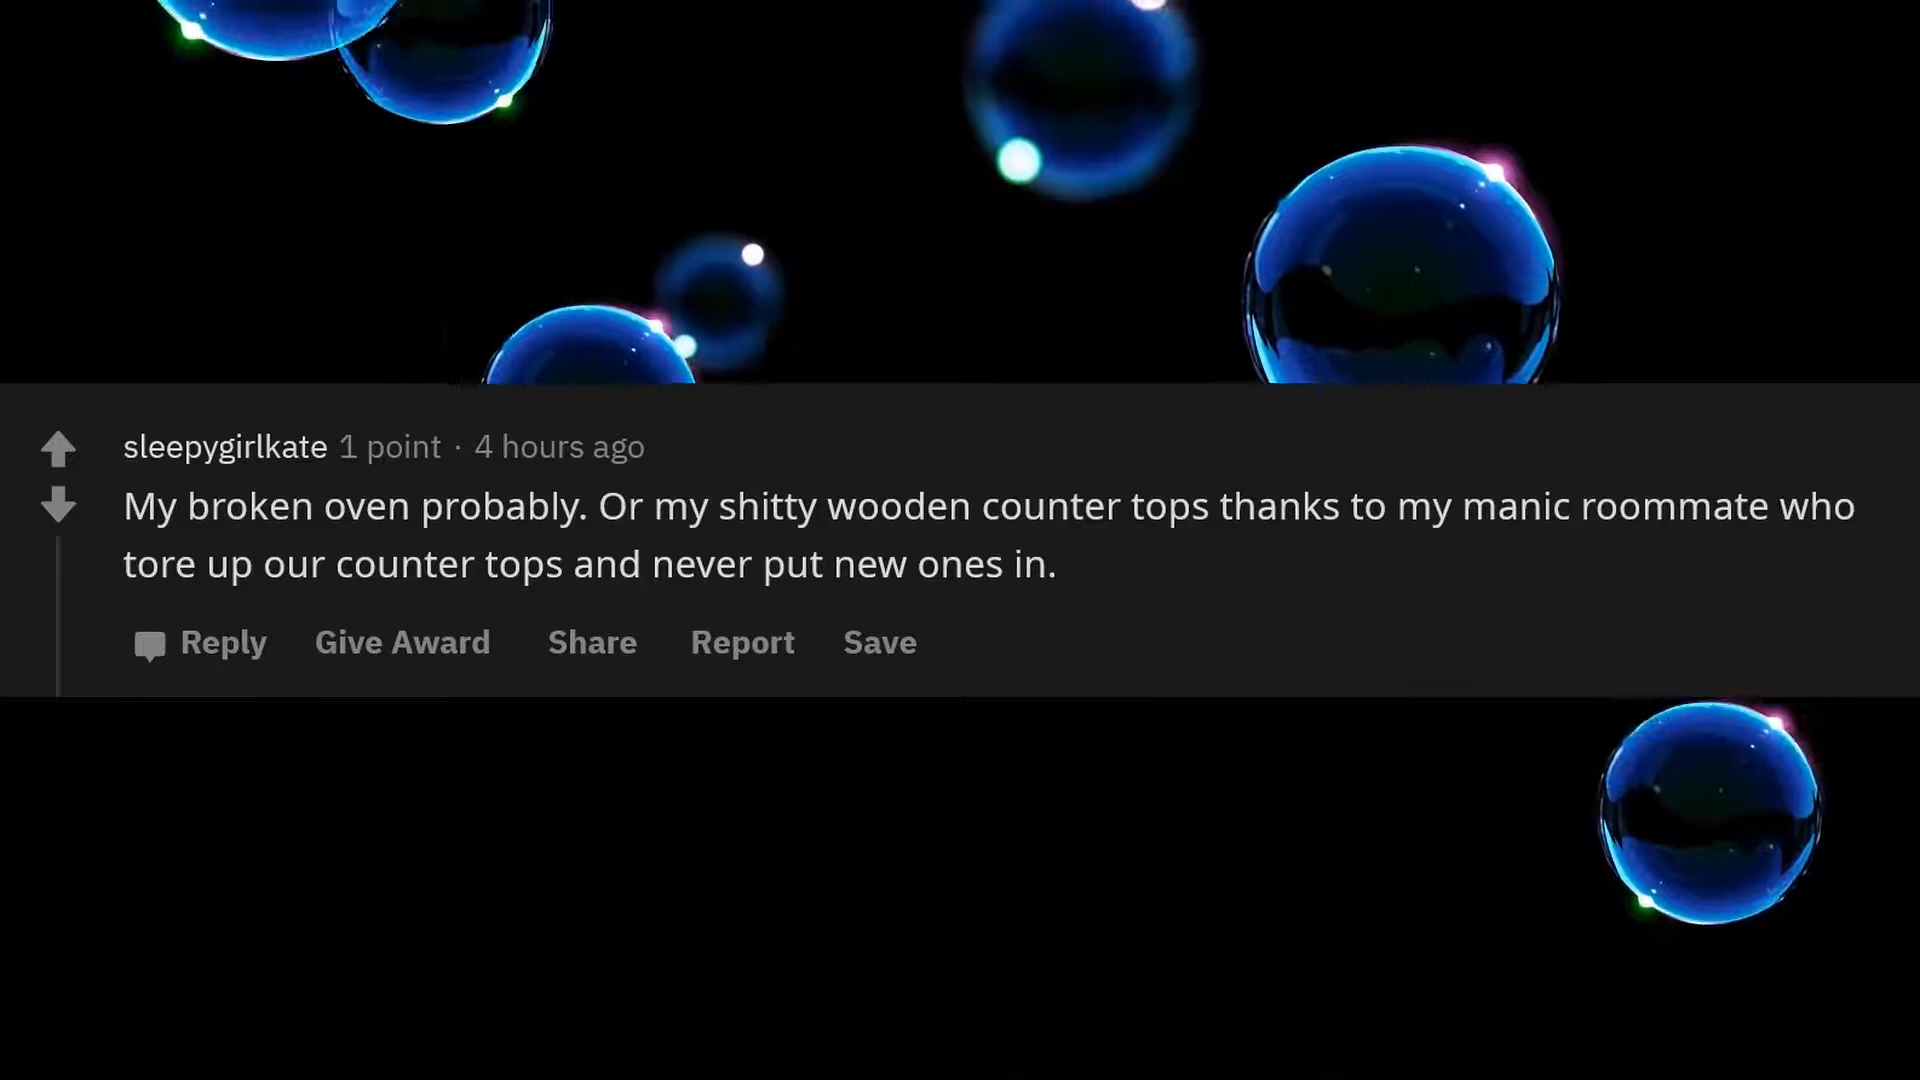 sleepygirlkate 1 point · 4 hours ago
My broken oven probably. Or my shitty wooden counter tops thanks to my manic roommate who
tore up our counter tops and never put new ones in.
Reply Give Award Share Report Save